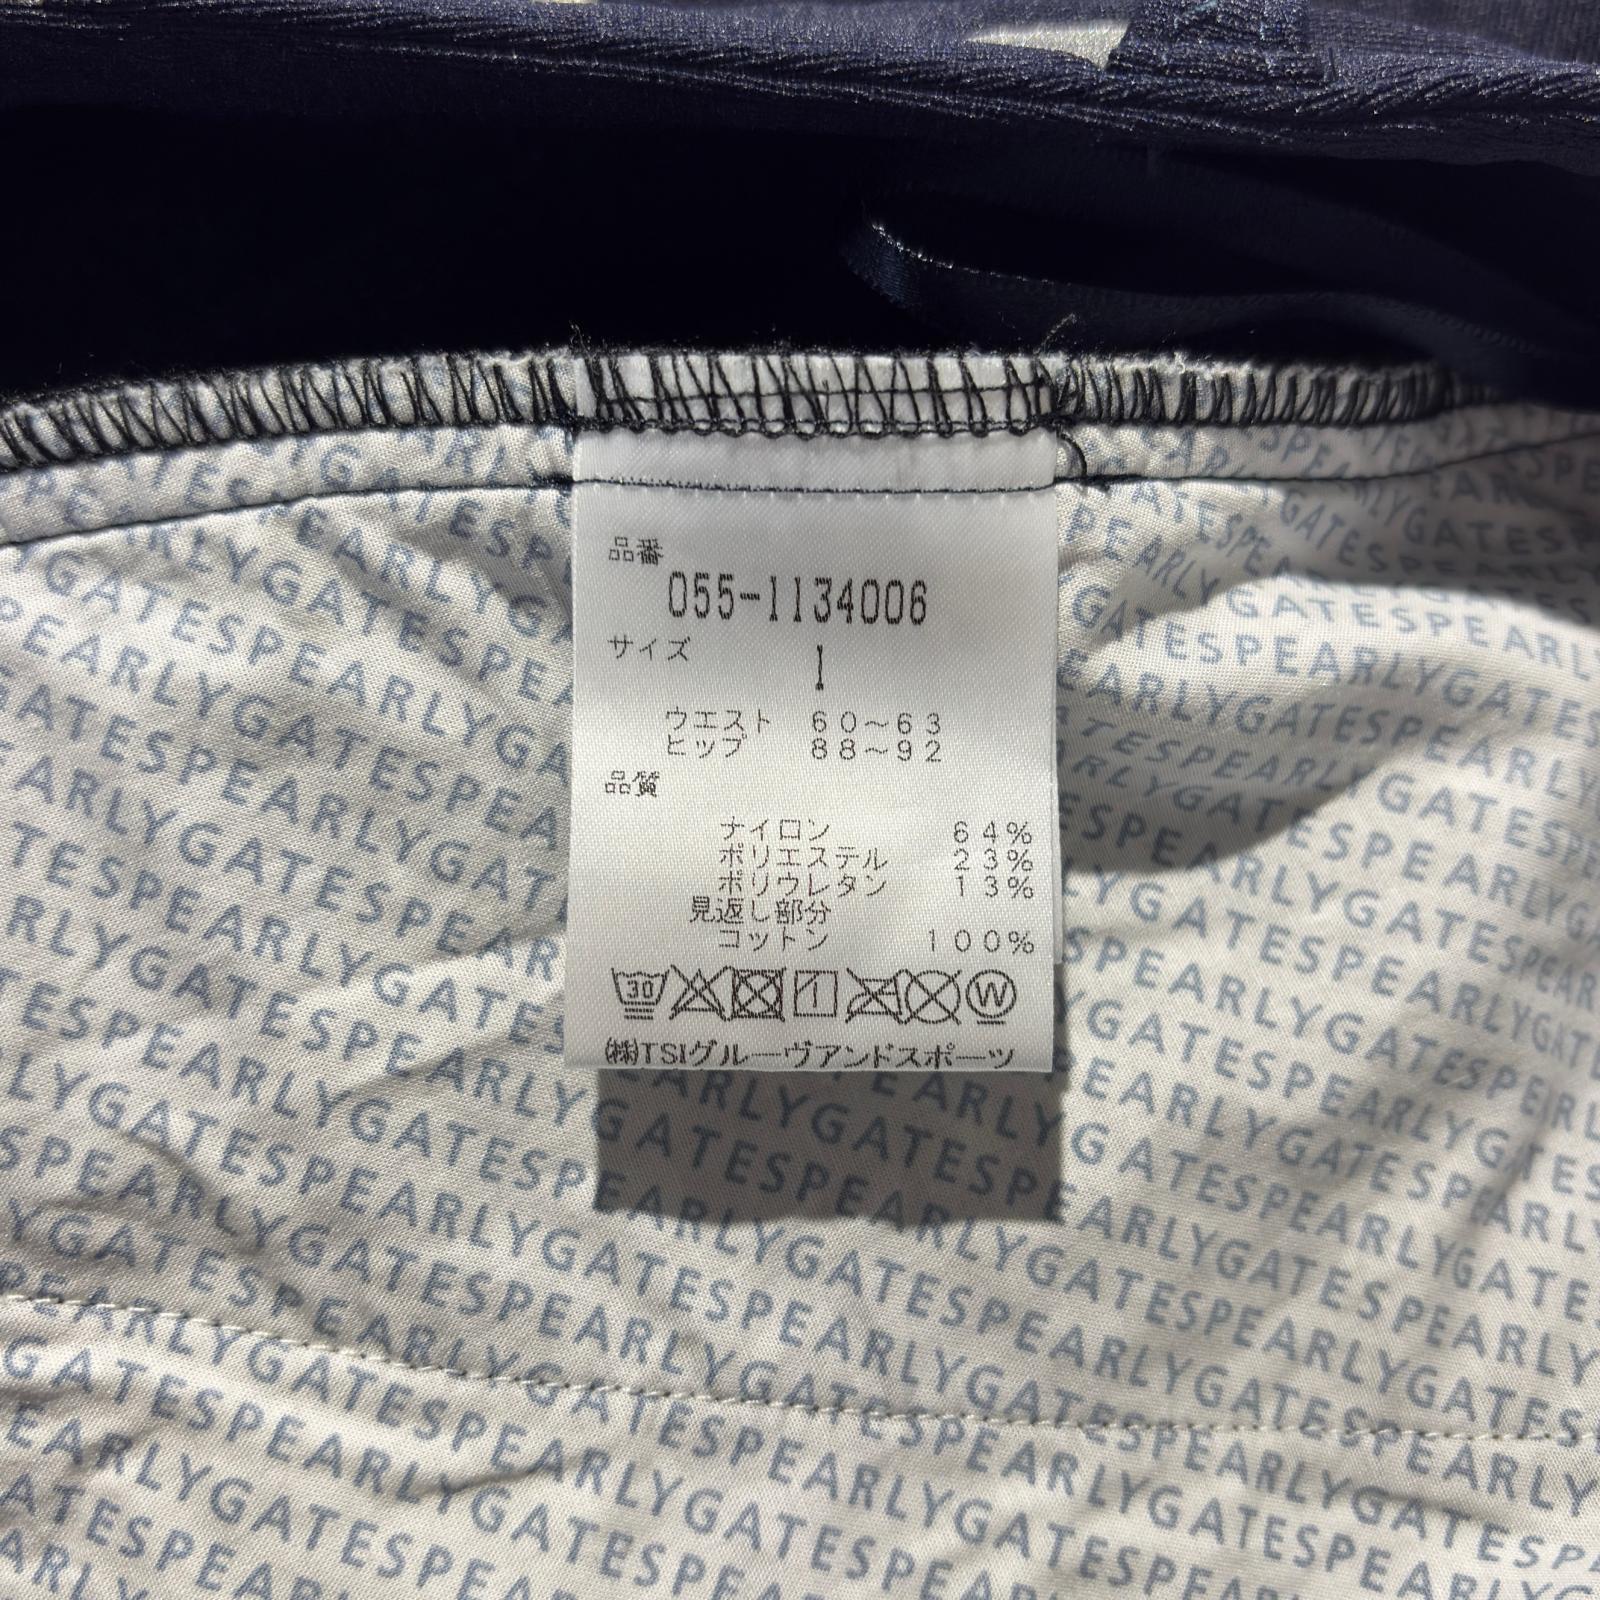 品番
055-1134006
サイズ
1
ウエスト 60～63
ヒップ 88～92
品質
ナイロン 64%
ポリエステル 23%
ポリウレタン 13%
見返し部分
コットン 100%
30
W
㈱TSIグルーヴアンドスポーツ
PEARLYGATESPEARLYGATESPEARLYGATES